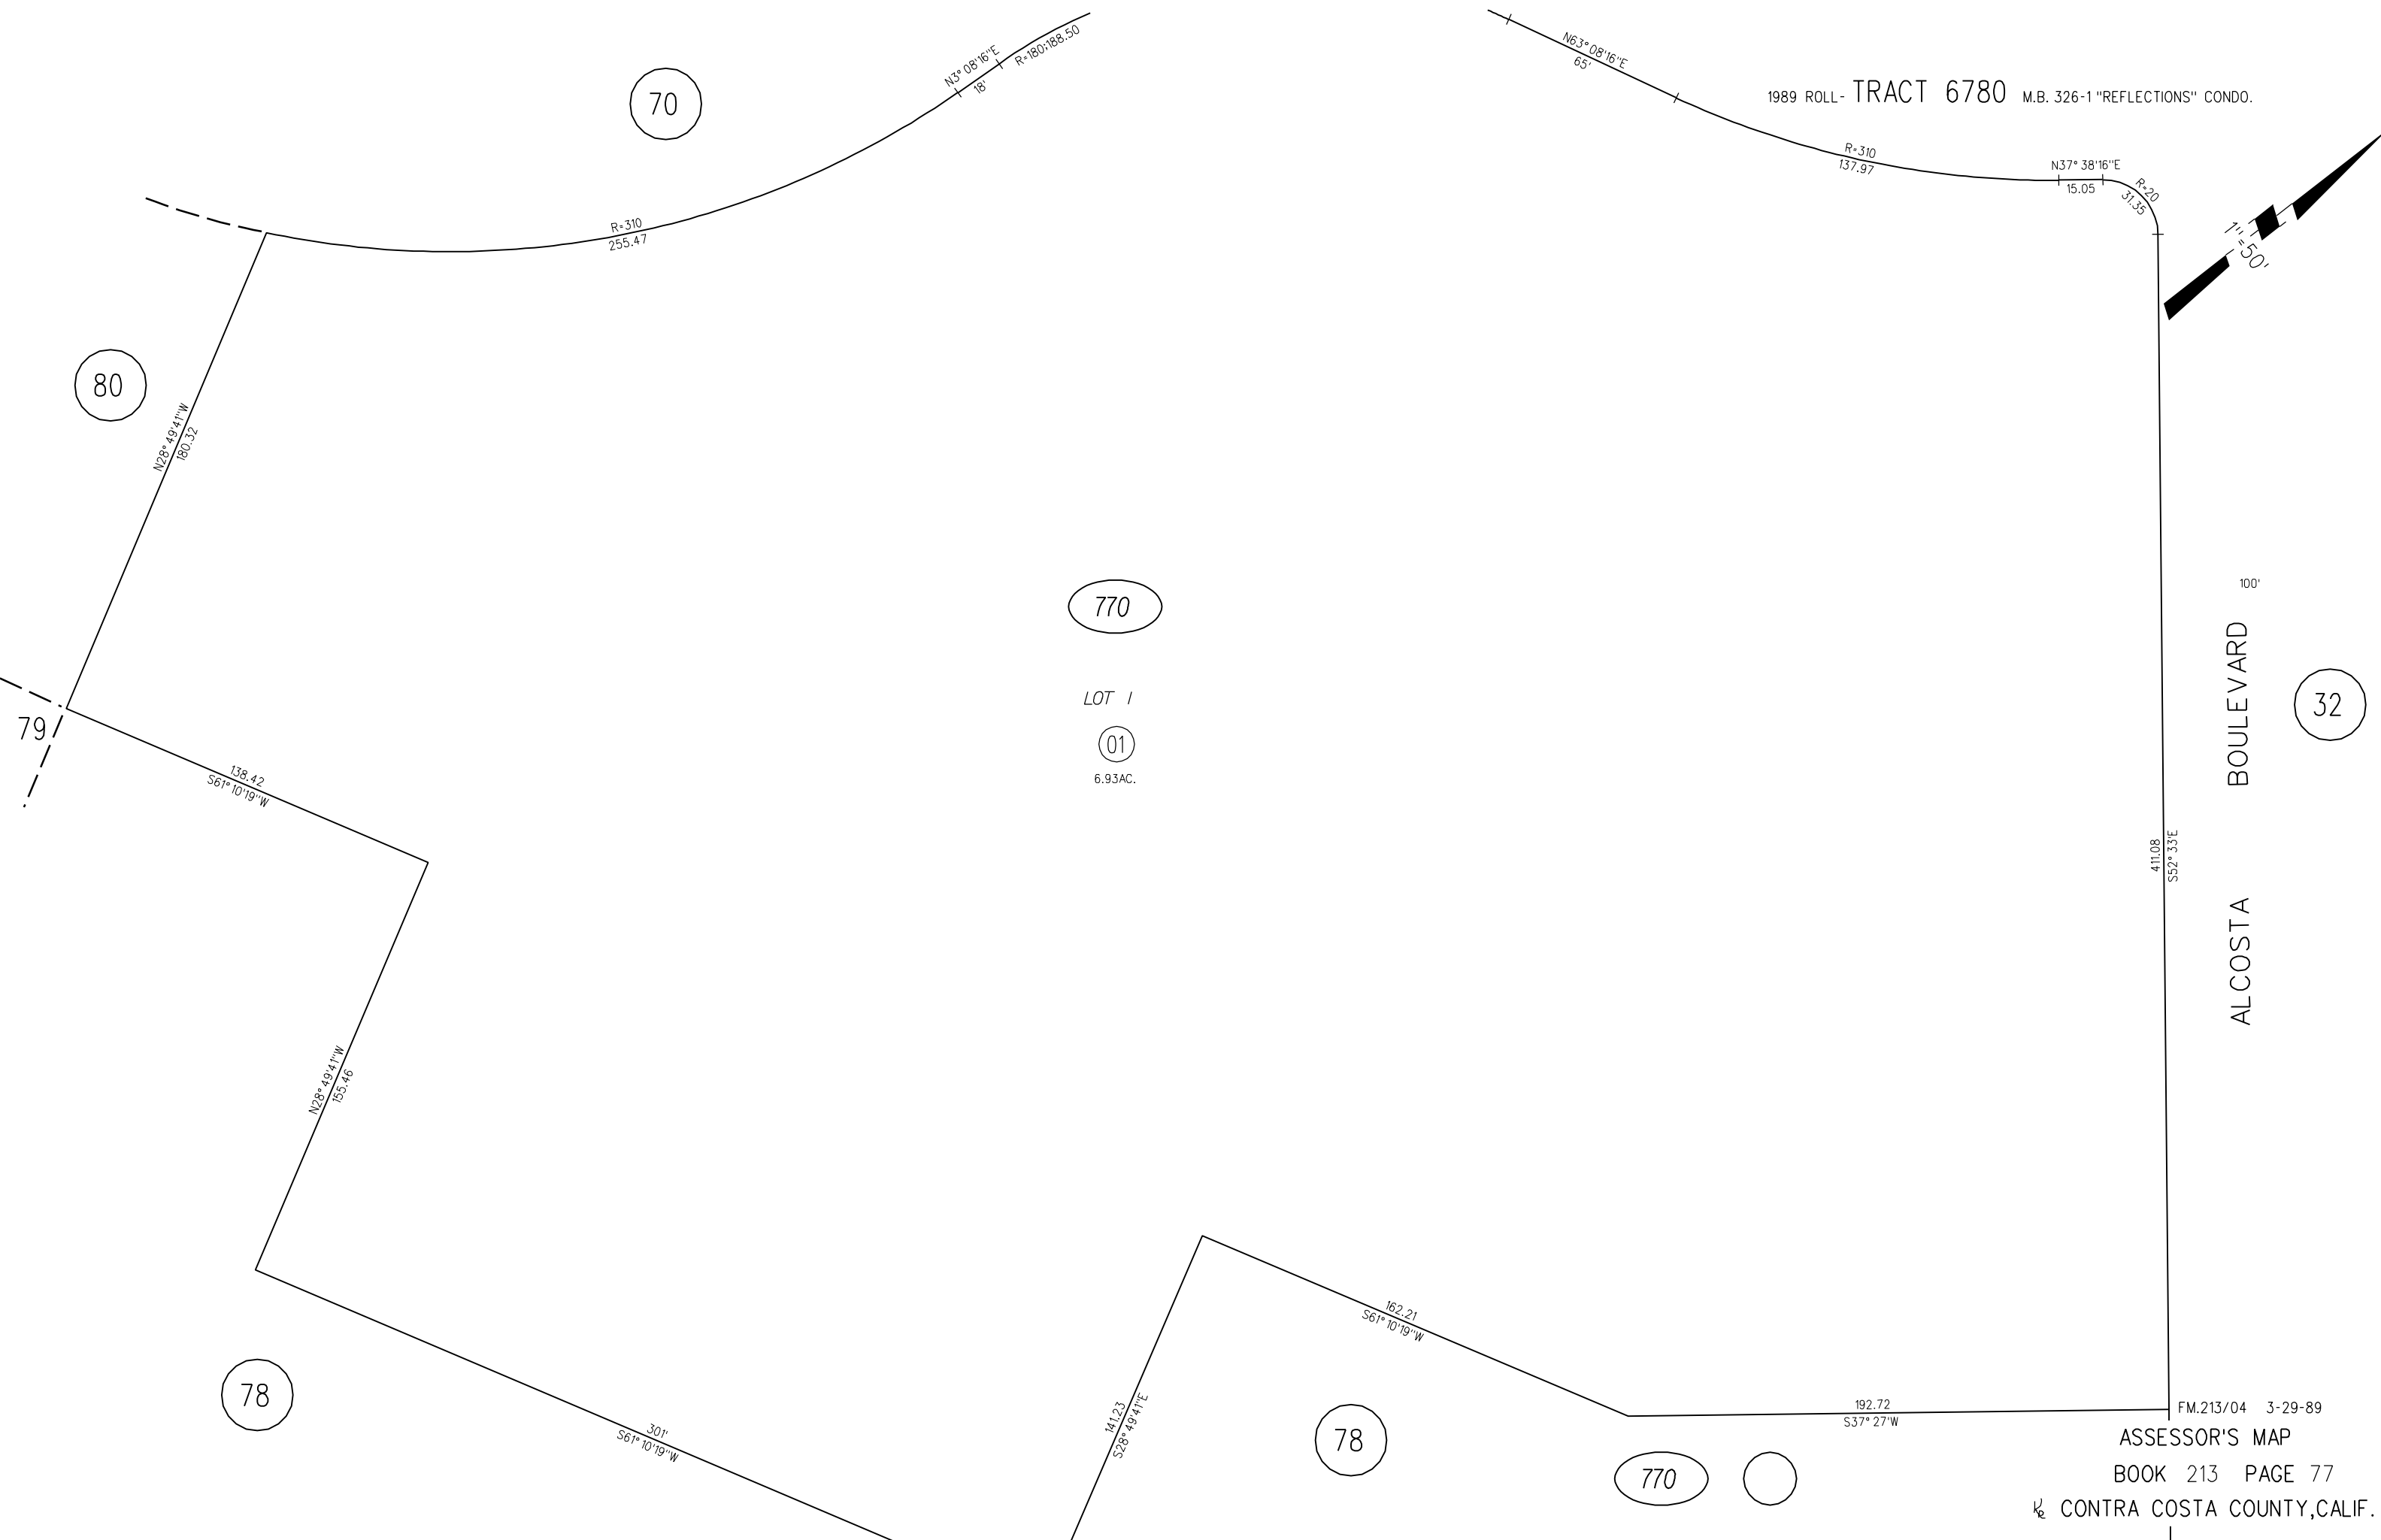 N63°08'16"E
65'
1989 ROLL- TRACT 6780 M.B. 326-1 "REFLECTIONS" CONDO.
N3°08'16"E
18'
R=180:188.50
70
R=310
137.97
N37°38'16"E
15.05
R=20
31.35
1"=50'
R=310
255.47
80
N28°49'41"W
180.32
770
100'
BOULEVARD
32
LOT 1
01
6.93AC.
79
138.42
S61°10'19"W
411.08
S52°33'E
ALCOSTA
N28°49'41"W
155.46
162.21
S61°10'19"W
78
301'
S61°10'19"W
141.23
S28°49'41"E
78
192.72
S37°27'W
770
FM.213/04 3-29-89
ASSESSOR'S MAP
BOOK 213 PAGE 77
CONTRA COSTA COUNTY,CALIF.